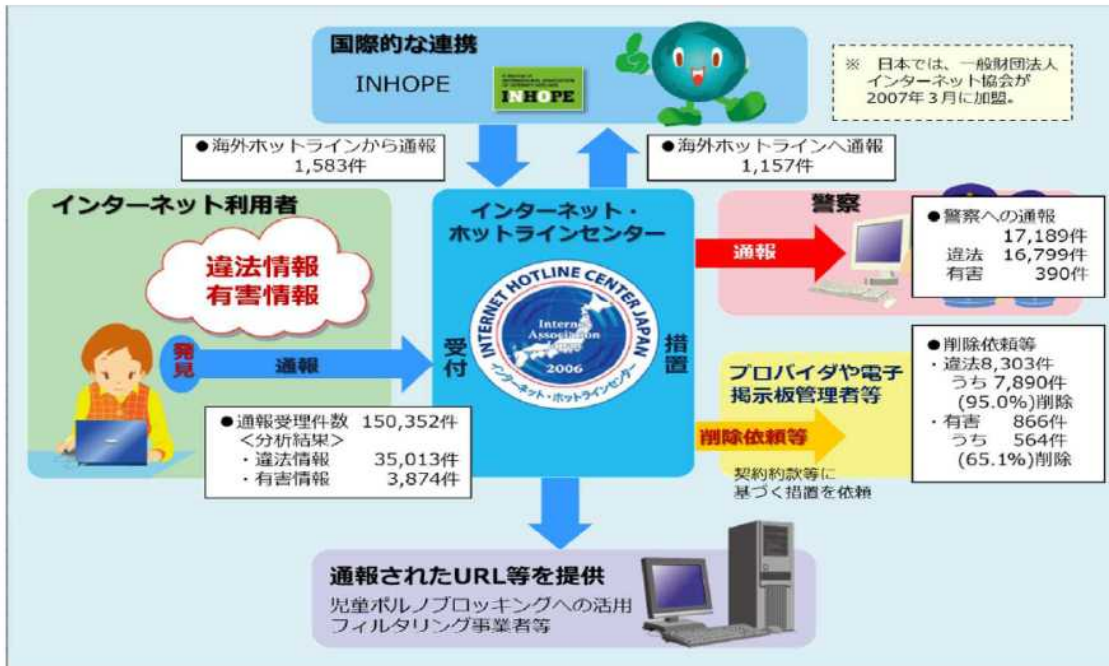 国際的な連携
INHOPE
INHOPE
※ 日本では、一般財団法人
インターネット協会が
2007年3月に加盟。
●海外ホットラインから通報
1,583件
●海外ホットラインへ通報
1,157件
インターネット利用者
違法情報
有害情報
発見
通報
●通報受理件数 150,352件
<分析結果>
・違法情報 35,013件
・有害情報 3,874件
インターネット・
ホットラインセンター
受付
INTERNET HOTLINE CENTER JAPAN
Internet
Association
2006
インターネット・ホットラインセンター
措置
警察
通報
●警察への通報
17,189件
違法 16,799件
有害 390件
プロバイダや電子
掲示板管理者等
削除依頼等
契約約款等に
基づく措置を依頼
●削除依頼等
・違法8,303件
うち 7,890件
(95.0%)削除
・有害 866件
うち 564件
(65.1%)削除
通報されたURL等を提供
児童ポルノブロッキングへの活用
フィルタリング事業者等